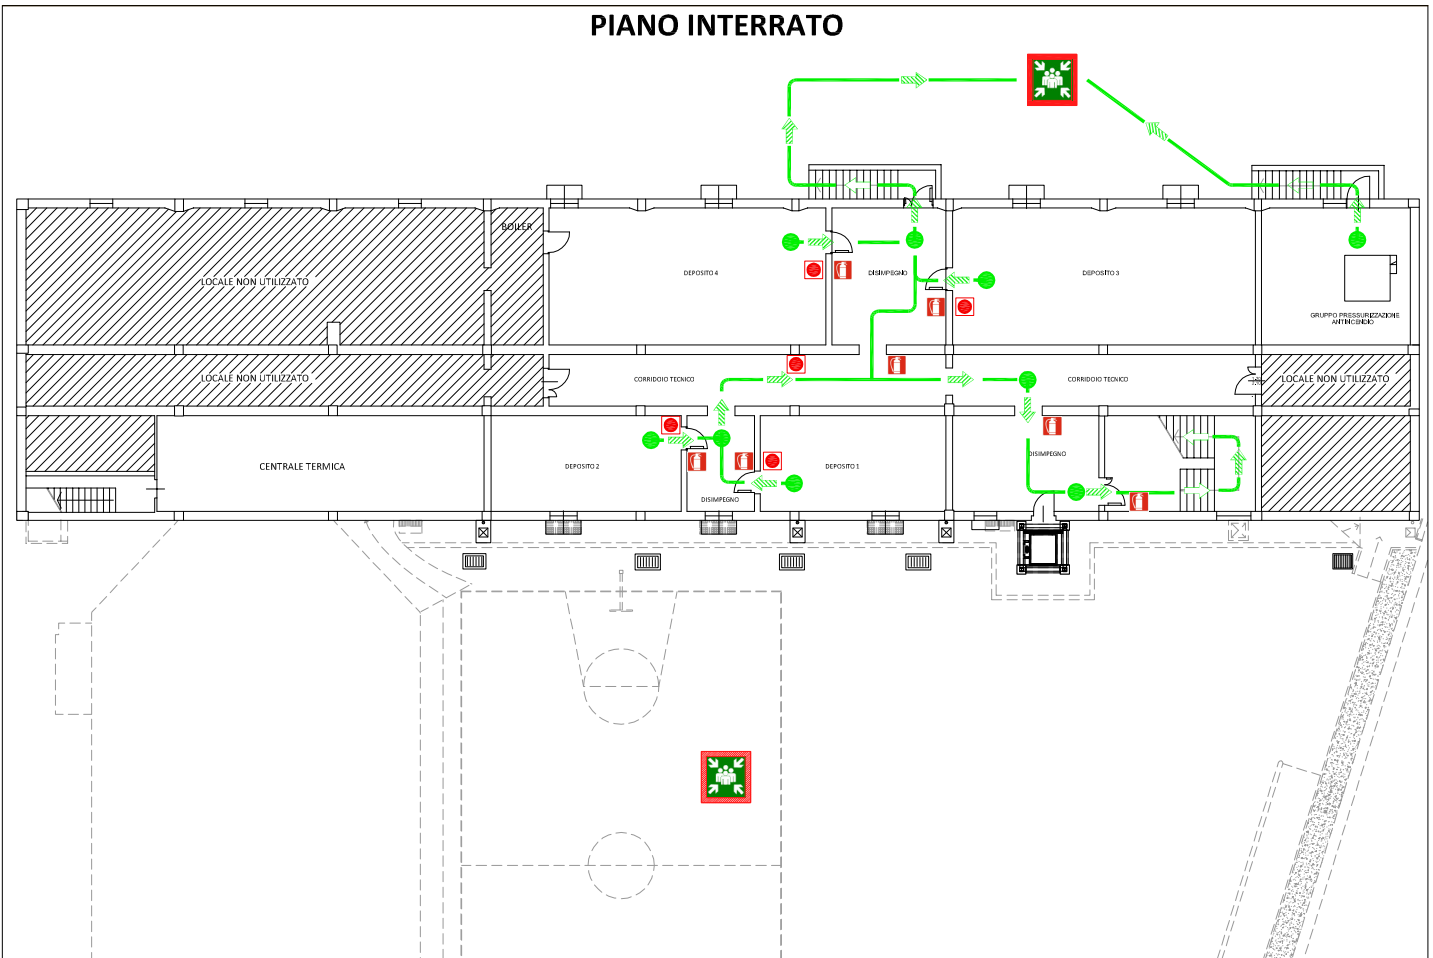 PIANO INTERRATO
BOILER
LOCALE NON UTILIZZATO
DEPOSITO 4
DISIMPEGNO
DEPOSITO 3
GRUPPO PRESSURIZZAZIONE
ANTINCENDIO
LOCALE NON UTILIZZATO
CORRIDOIO TECNICO
CORRIDOIO TECNICO
LOCALE NON UTILIZZATO
CENTRALE TERMICA
DEPOSITO 2
DISIMPEGNO
DEPOSITO 1
DISIMPEGNO